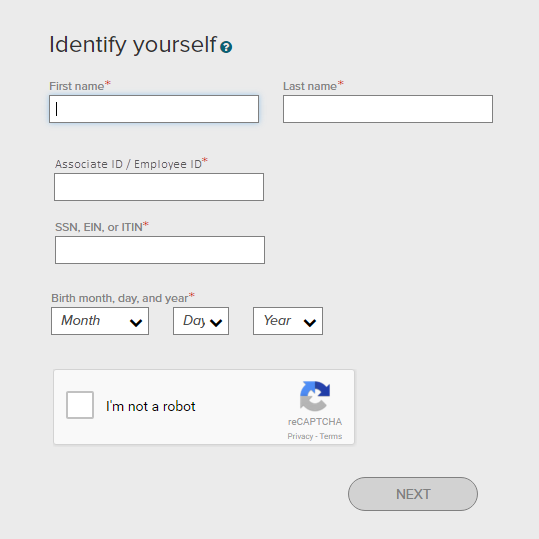 Identify yourself ?
First name* Last name*
Associate ID / Employee ID*
SSN, EIN, or ITIN*
Birth month, day, and year*
Month Day Year
I'm not a robot
reCAPTCHA
Privacy - Terms
NEXT